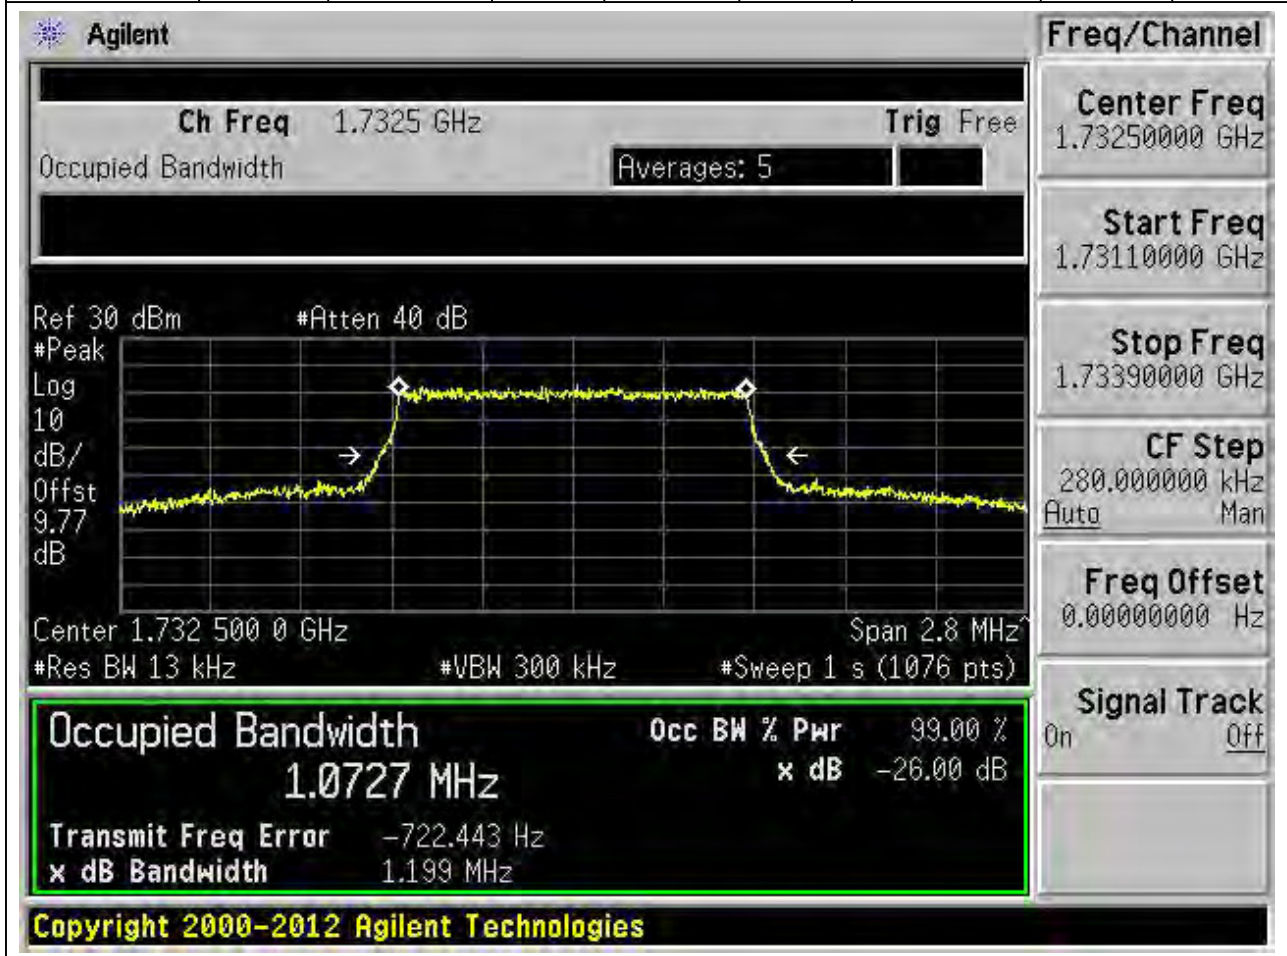 Agilent
Freq/Channel
Ch Freq 1.7325 GHz Trig Free
Occupied Bandwidth Averages: 5
Center Freq
1.73250000 GHz
Start Freq
1.73110000 GHz
Stop Freq
1.73390000 GHz
CF Step
280.000000 kHz
Auto Man
Freq Offset
0.00000000 Hz
Signal Track
On Off
Ref 30 dBm #Atten 40 dB
#Peak
Log
10
dB/
Offst
9.77
dB
Center 1.732 500 0 GHz Span 2.8 MHz^
#Res BW 13 kHz #VBW 300 kHz #Sweep 1 s (1076 pts)
Occupied Bandwidth Occ BW % Pwr 99.00 %
1.0727 MHz x dB -26.00 dB
Transmit Freq Error -722.443 Hz
x dB Bandwidth 1.199 MHz
Copyright 2000-2012 Agilent Technologies